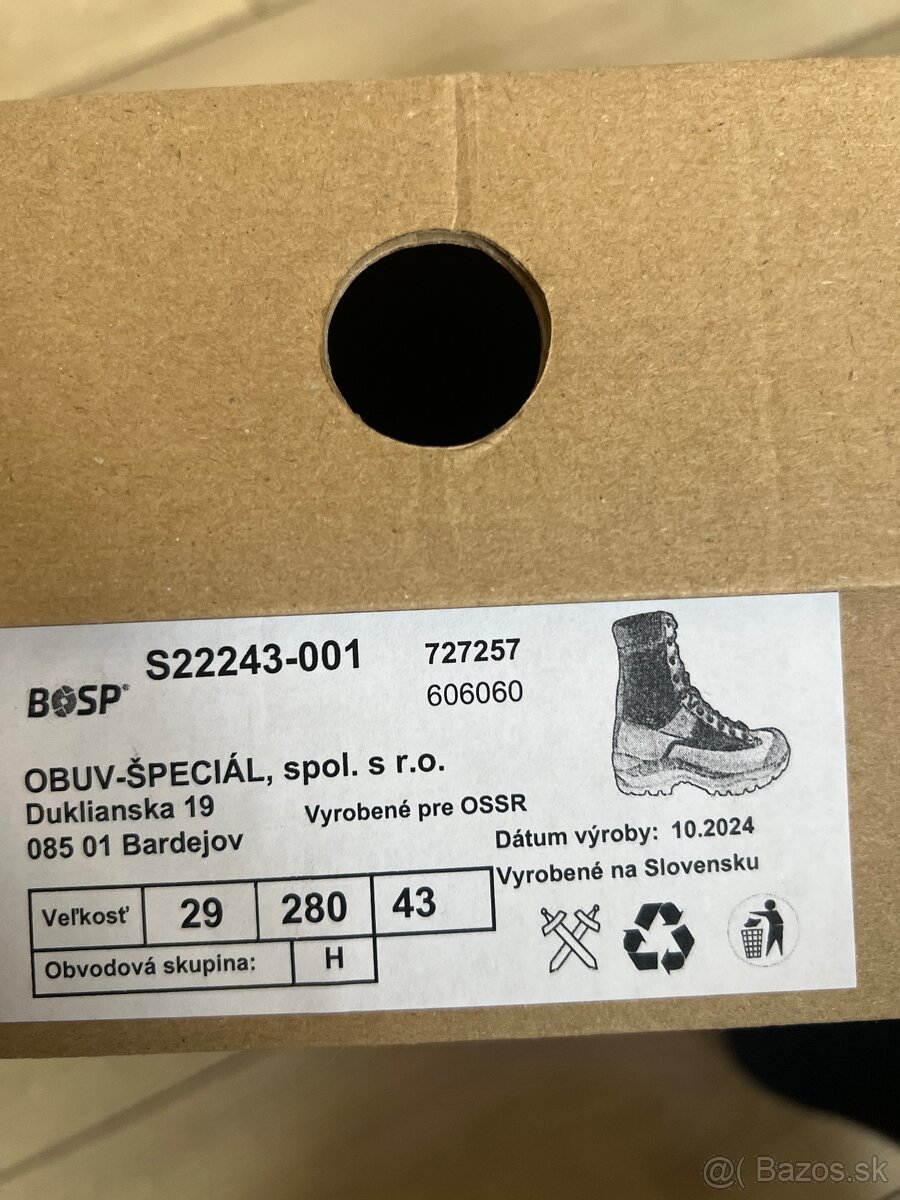 S22243-001
727257
BOSP®
606060
OBUV-ŠPECIÁL, spol. s r.o.
Duklianska 19
Vyrobené pre OSSR
085 01 Bardejov
Dátum výroby: 10.2024
Vyrobené na Slovensku
Veľkosť 29 280 43
Obvodová skupina: H
@( Bazos.sk